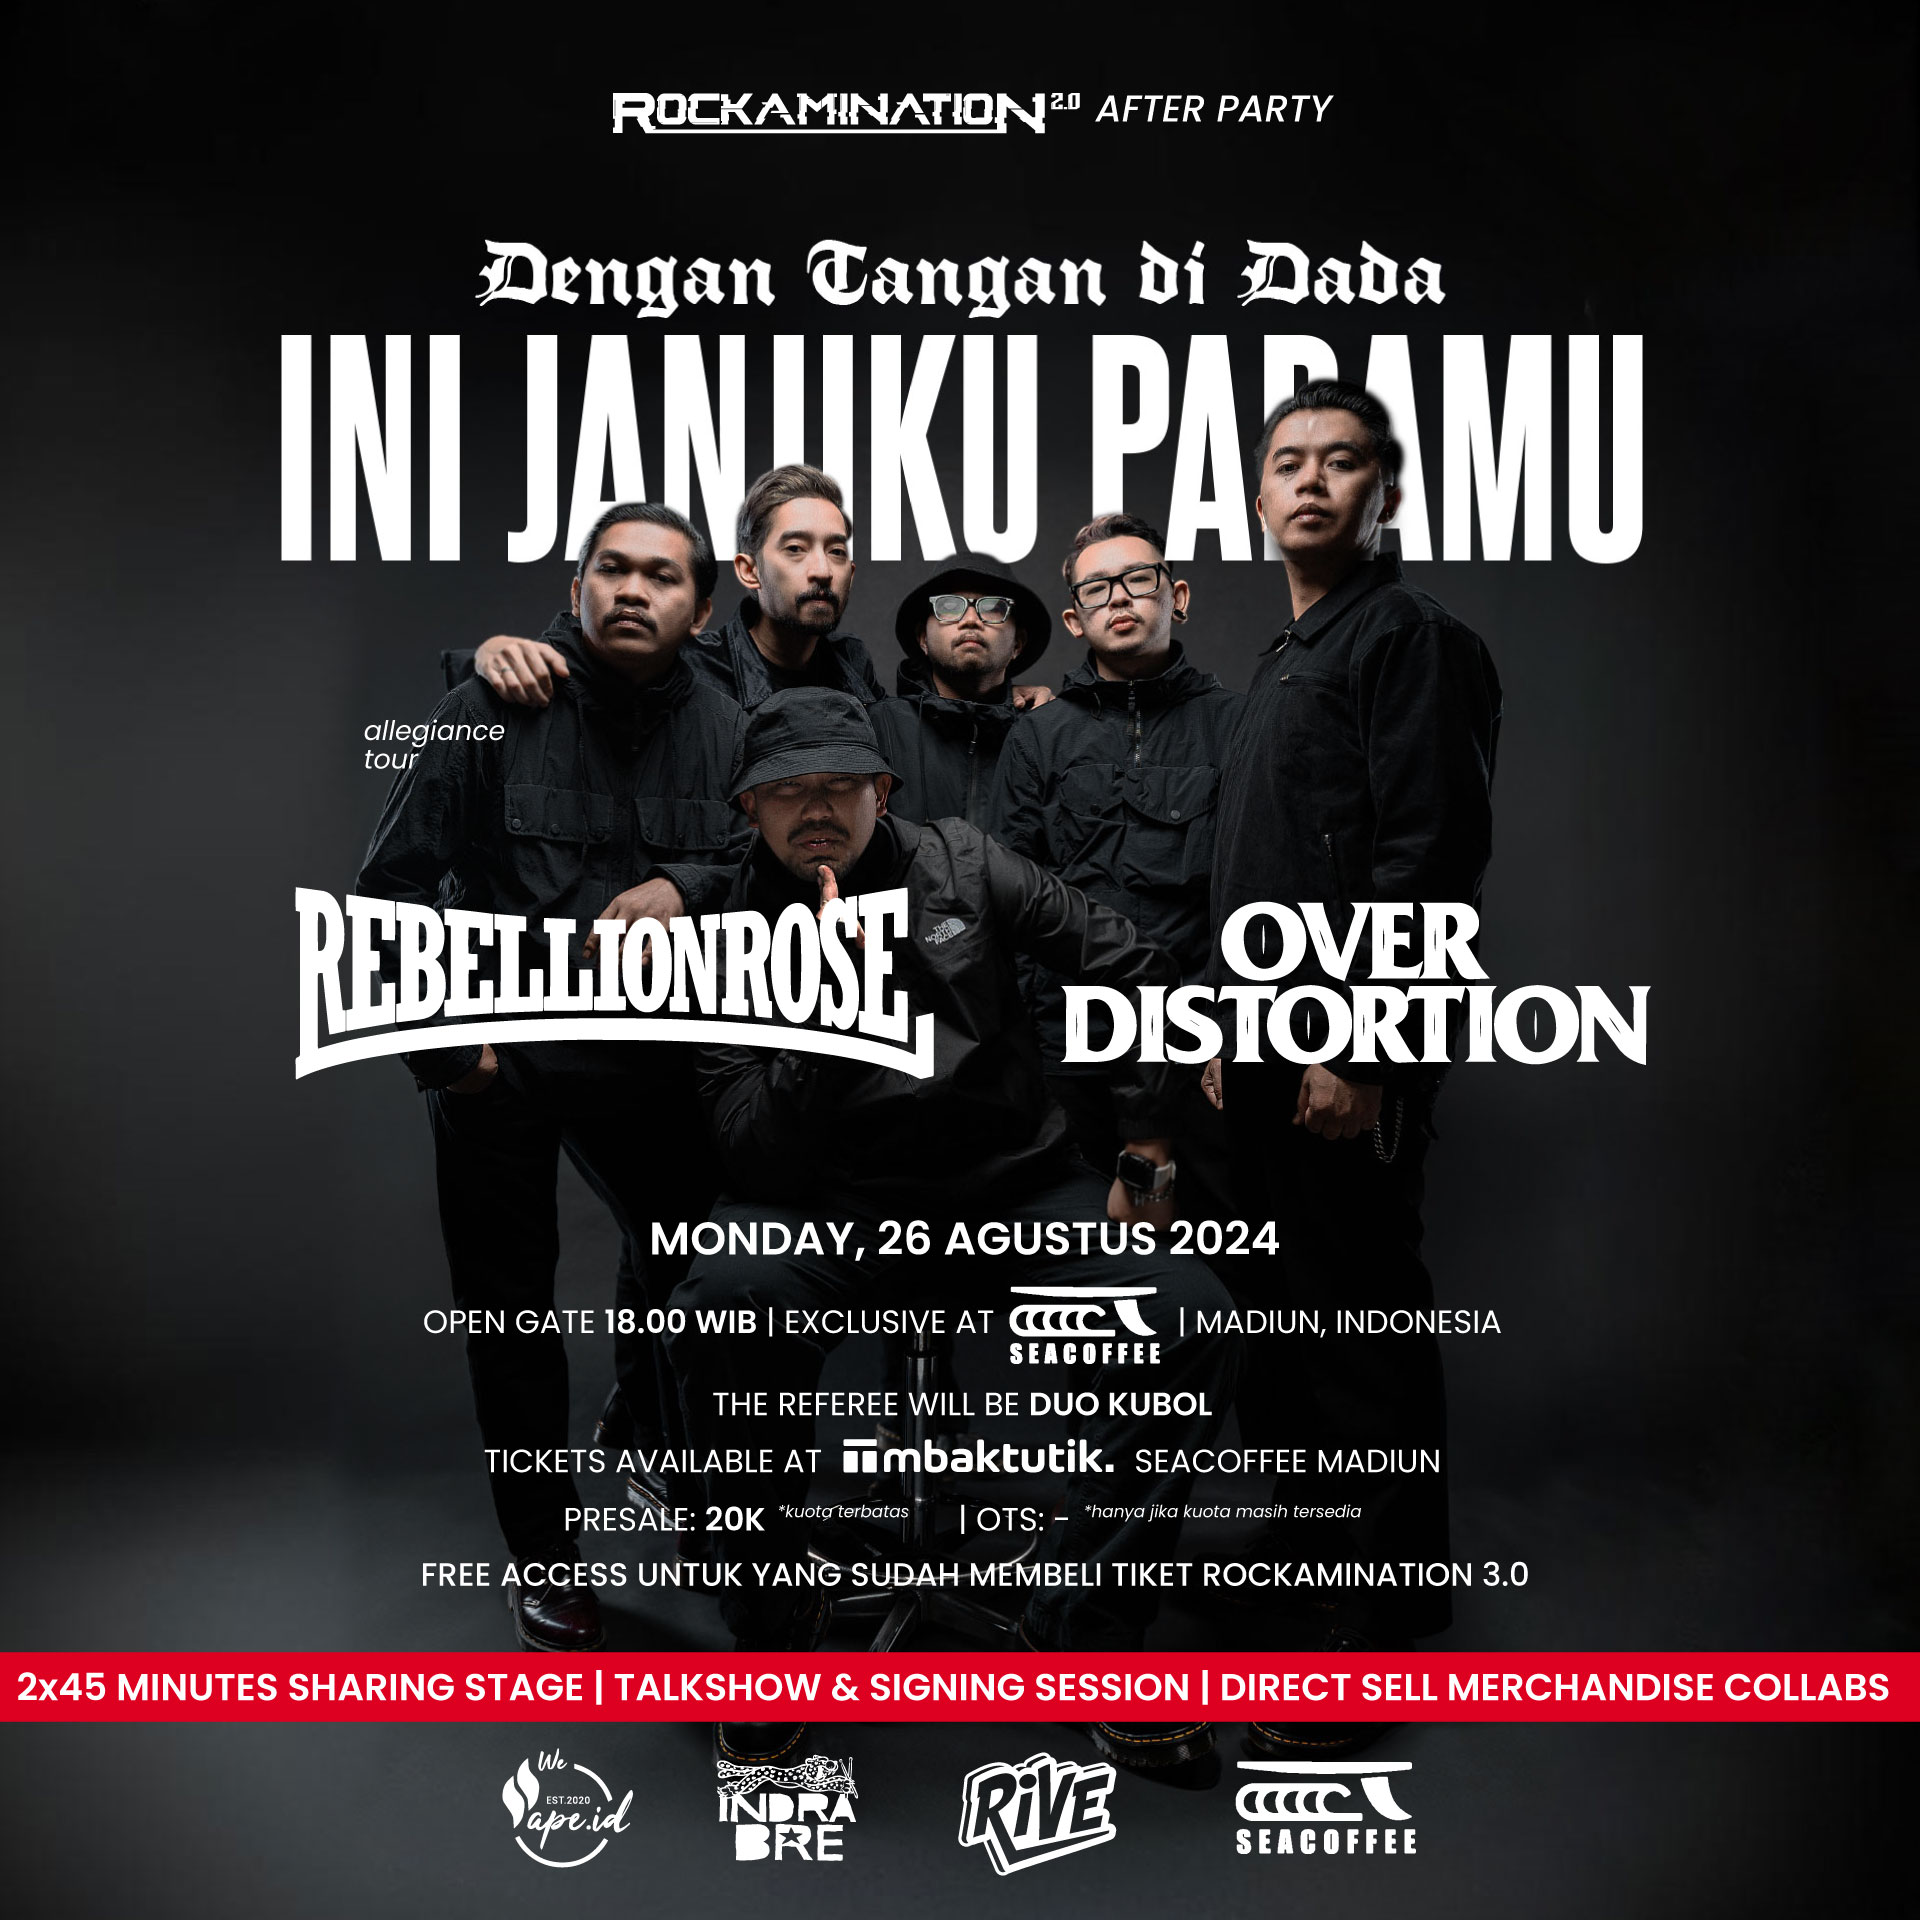 ROCKAMINATION 2.0 AFTER PARTY
Dengan Tangan di Dada
INI JANJIKU PADAMU
allegiance
tour
REBELLIONROSE
OVER
DISTORTION
MONDAY, 26 AGUSTUS 2024
OPEN GATE 18.00 WIB | EXCLUSIVE AT SEACOFFEE | MADIUN, INDONESIA
THE REFEREE WILL BE DUO KUBOL
TICKETS AVAILABLE AT mbaktutik. SEACOFFEE MADIUN
PRESALE: 20K *kuota terbatas | OTS: - *hanya jika kuota masih tersedia
FREE ACCESS UNTUK YANG SUDAH MEMBELI TIKET ROCKAMINATION 3.0
2x45 MINUTES SHARING STAGE | TALKSHOW & SIGNING SESSION | DIRECT SELL MERCHANDISE COLLABS
We
EST.2020
Vape.id
INDRA
BRE
RIVE
SEACOFFEE